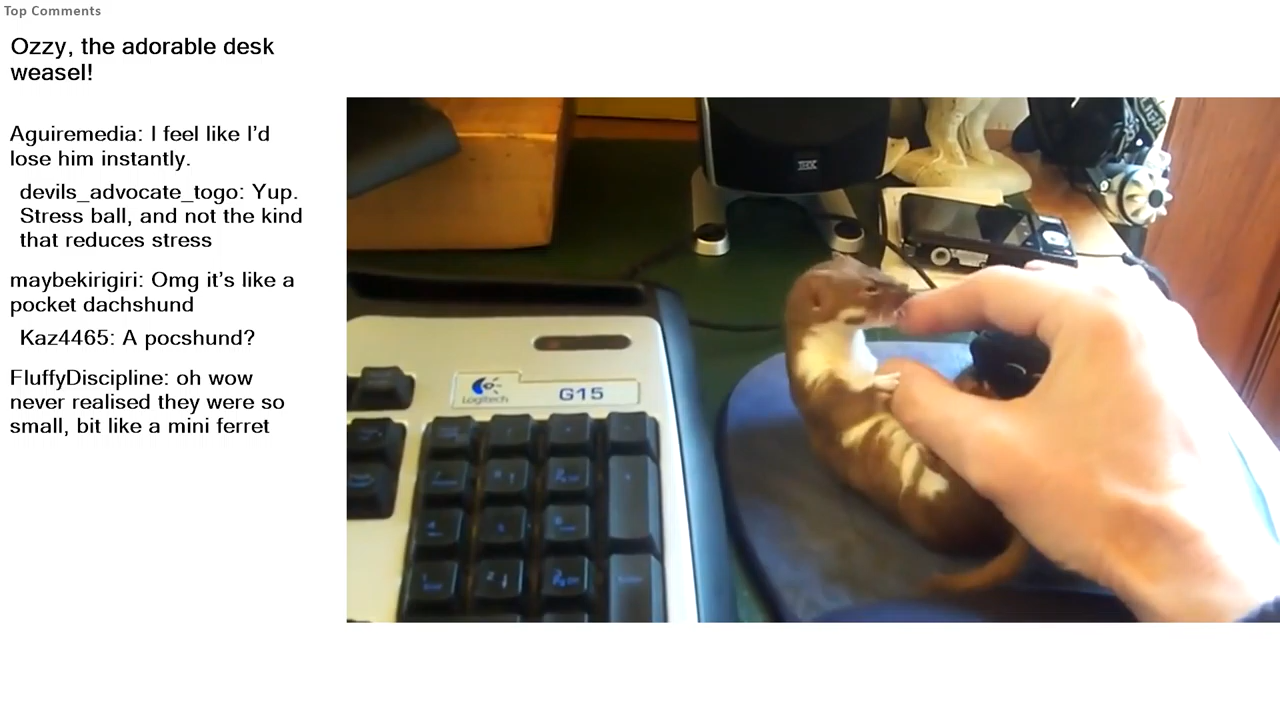 Top Comments
Ozzy, the adorable desk
weasel!
Aguiremedia: I feel like I’d
lose him instantly.
devils_advocate_togo: Yup.
Stress ball, and not the kind
that reduces stress
maybekirigiri: Omg it’s like a
pocket dachshund
Kaz4465: A pocshund?
FluffyDiscipline: oh wow
never realised they were so
small, bit like a mini ferret
THX
Logitech
G15